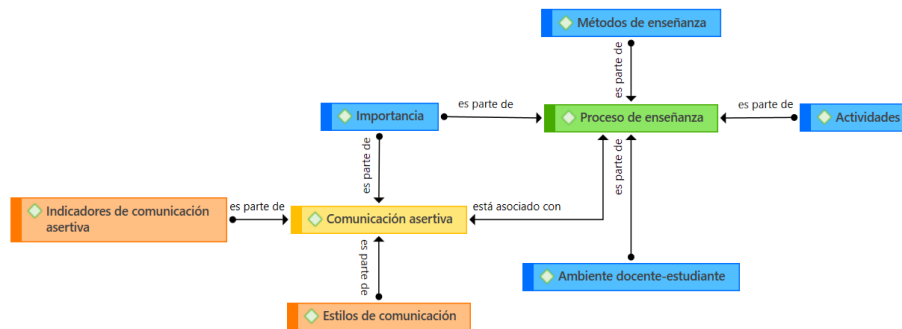 Métodos de enseñanza
es parte de
es parte de
Importancia
Proceso de enseñanza
es parte de
Actividades
es parte de
es parte de
Indicadores de comunicación
asertiva
es parte de
Comunicación asertiva
está asociado con
es parte de
Ambiente docente-estudiante
Estilos de comunicación